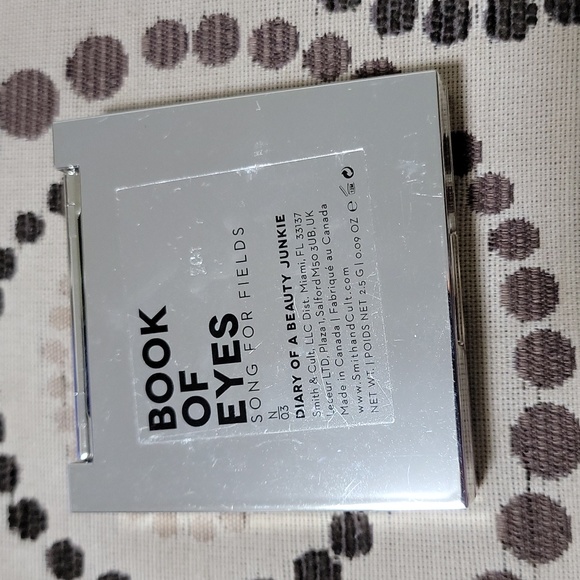 BOOK
OF
EYES
SONG FOR FIELDS
N
03
DIARY OF A BEAUTY JUNKIE
Smith & Cult, LLC Dist. Miami, FL 33137
Leceur LTD, Plaza 1, Salford M50 3UB, UK
Made in Canada | Fabriqué au Canada
www.SmithandCult.com
NET WT. | POIDS NET 2.5 G | 0.09 OZ ℮